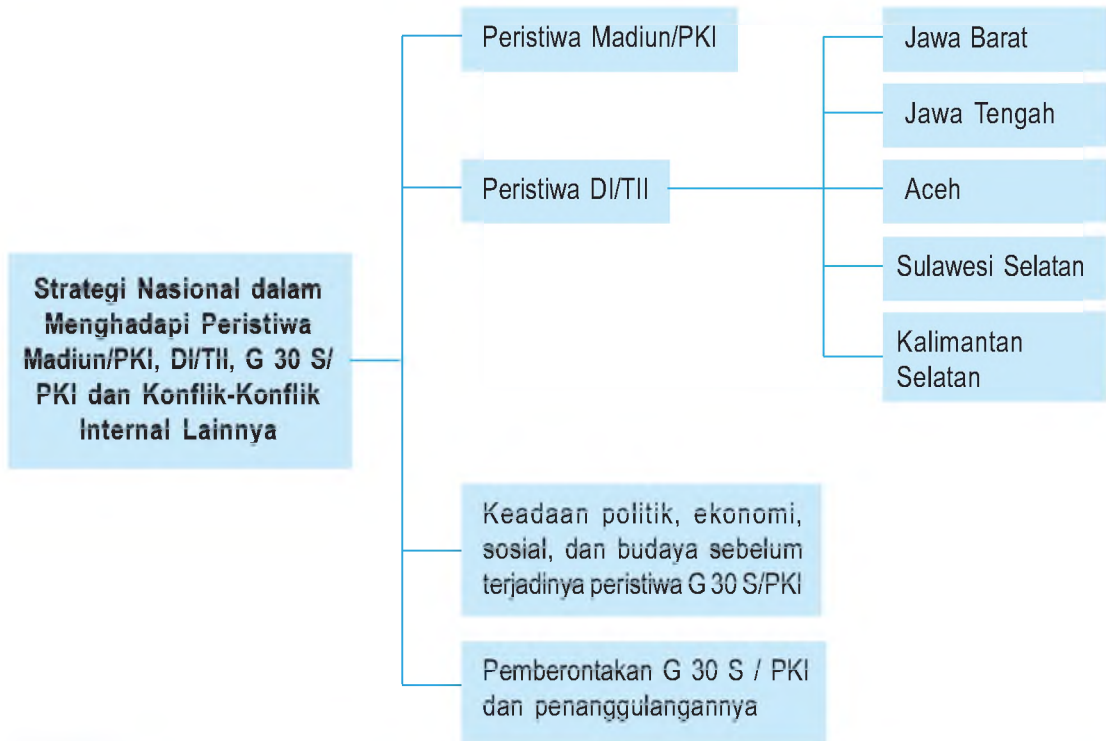 Strategi Nasional dalam
Menghadapi Peristiwa
Madiun/PKI, DI/TII, G 30 S/
PKI dan Konflik-Konflik
Internal Lainnya
Peristiwa Madiun/PKI
Peristiwa DI/TII
Jawa Barat
Jawa Tengah
Aceh
Sulawesi Selatan
Kalimantan
Selatan
Keadaan politik, ekonomi,
sosial, dan budaya sebelum
terjadinya peristiwa G 30 S/PKI
Pemberontakan G 30 S / PKI
dan penanggulangannya